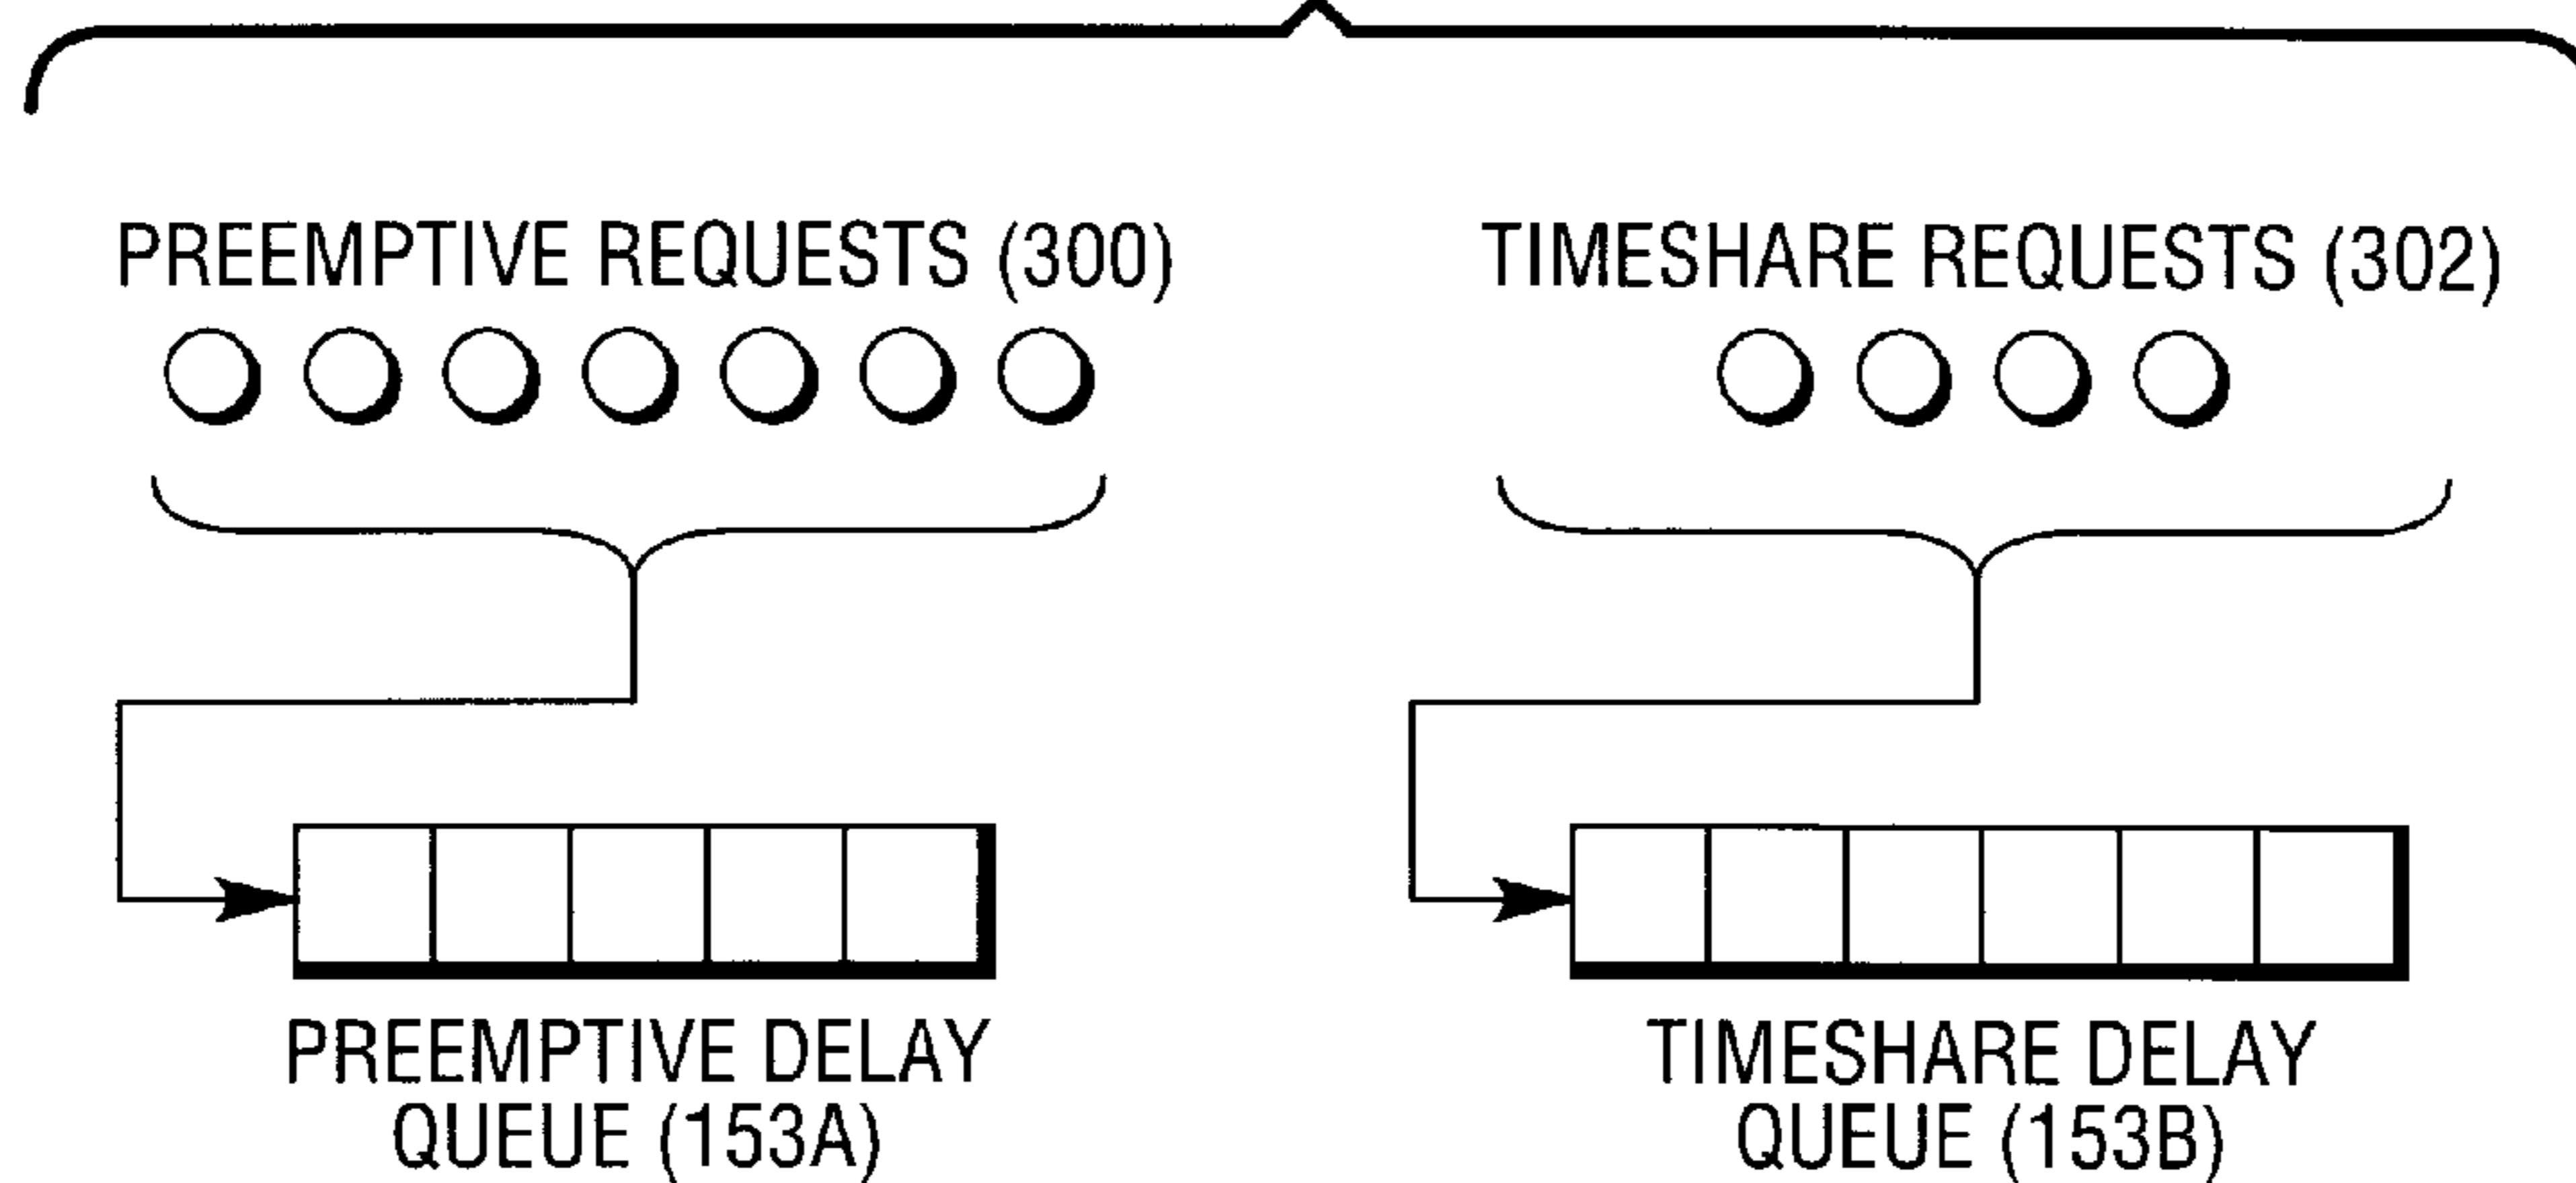 PREEMPTIVE REQUESTS (300)
TIMESHARE REQUESTS (302)
PREEMPTIVE DELAY
QUEUE (153A)
TIMESHARE DELAY
QUEUE (153B)